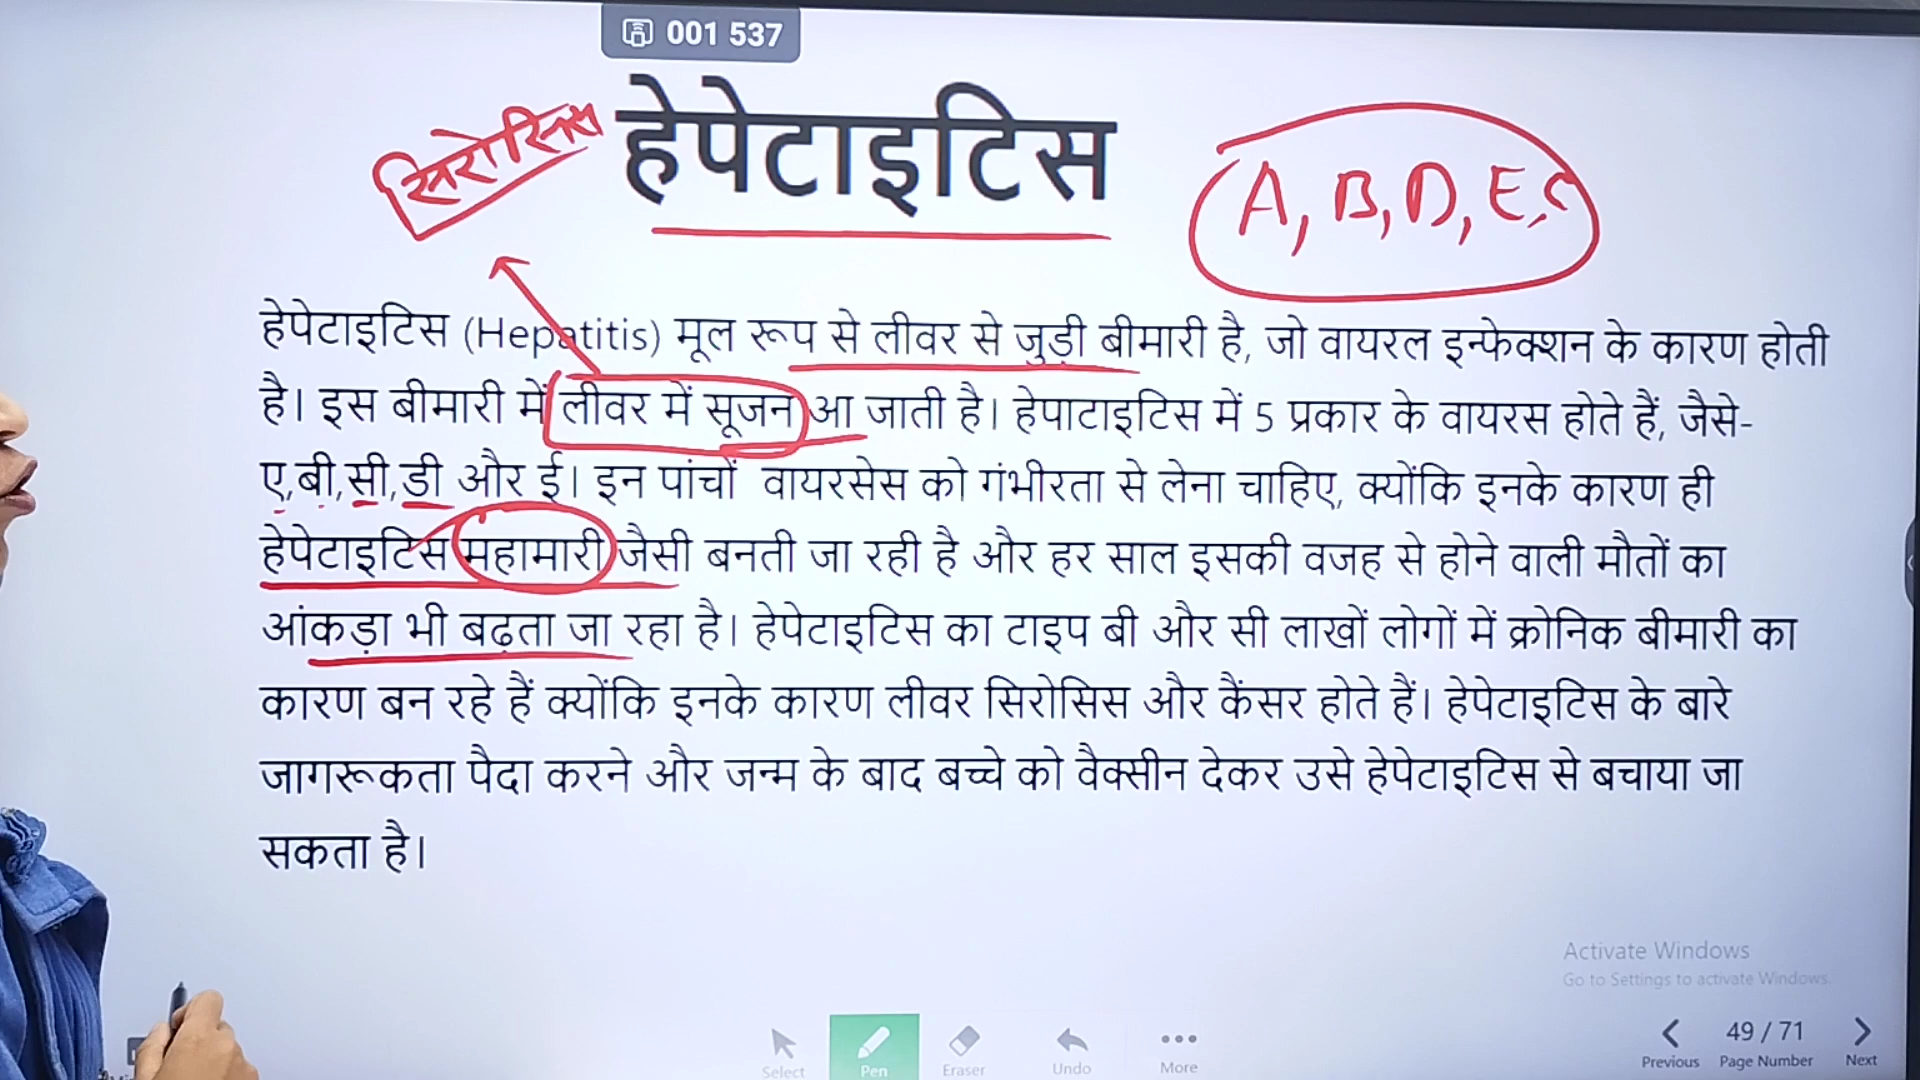 001 537
सिरोसिस हेपेटाइटिस A, B, D, E, C
हेपेटाइटिस (Hepatitis) मूल रूप से लीवर से जुड़ी बीमारी है, जो वायरल इन्फेक्शन के कारण होती
है। इस बीमारी में लीवर में सूजन आ जाती है। हेपाटाइटिस में 5 प्रकार के वायरस होते हैं, जैसे-
ए,बी,सी,डी और ई। इन पांचों वायरसेस को गंभीरता से लेना चाहिए, क्योंकि इनके कारण ही
हेपेटाइटिस महामारी जैसी बनती जा रही है और हर साल इसकी वजह से होने वाली मौतों का
आंकड़ा भी बढ़ता जा रहा है। हेपेटाइटिस का टाइप बी और सी लाखों लोगों में क्रोनिक बीमारी का
कारण बन रहे हैं क्योंकि इनके कारण लीवर सिरोसिस और कैंसर होते हैं। हेपेटाइटिस के बारे
जागरूकता पैदा करने और जन्म के बाद बच्चे को वैक्सीन देकर उसे हेपेटाइटिस से बचाया जा
सकता है।
Activate Windows
Go to Settings to activate Windows.
Select Pen Eraser Undo More
49 / 71
Previous Page Number Next